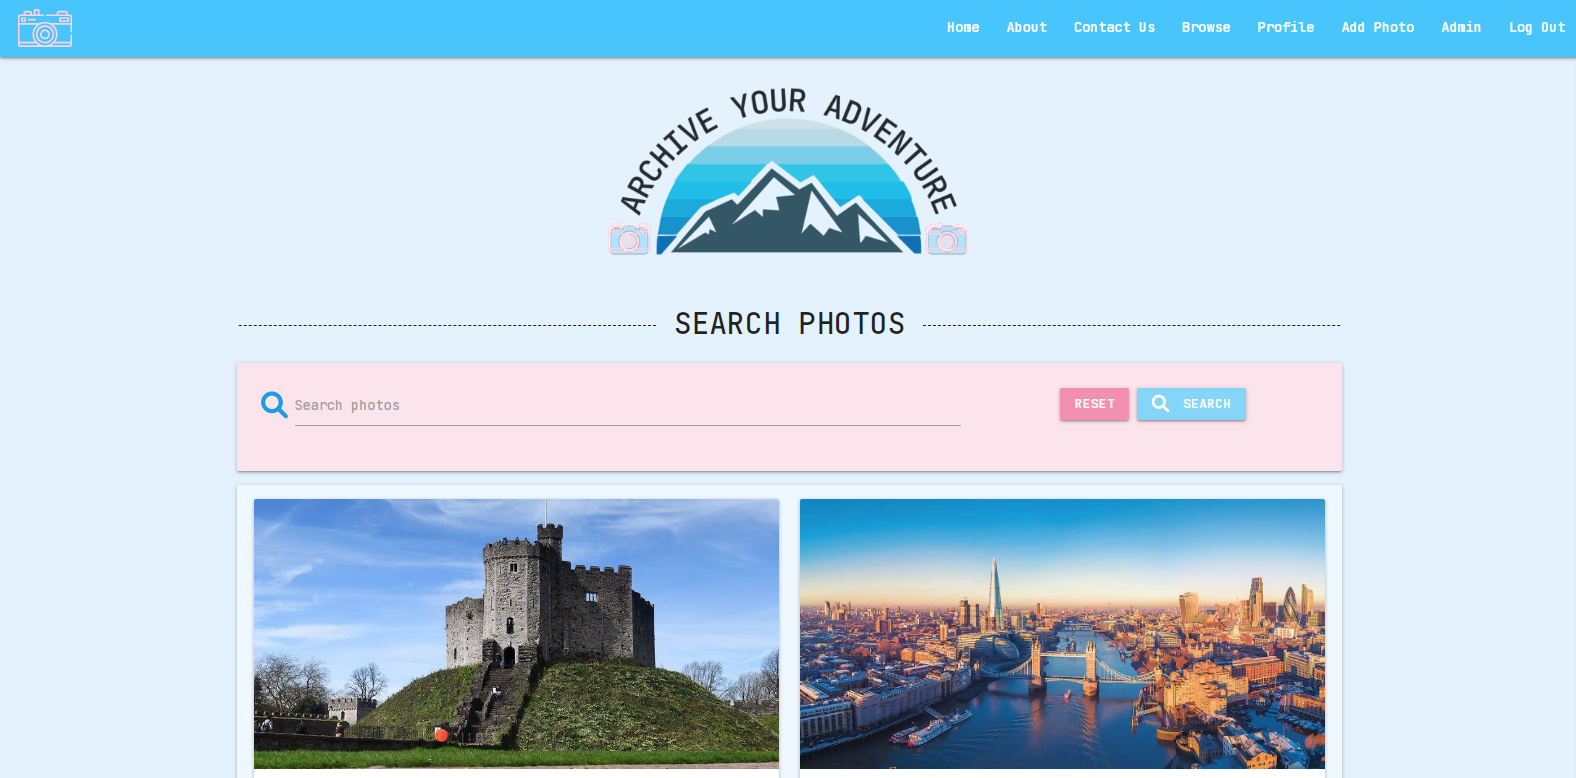 Home About Contact Us Browse Profile Add Photo Admin Log Out
ARCHIVE YOUR ADVENTURE
SEARCH PHOTOS
Search photos
RESET
SEARCH